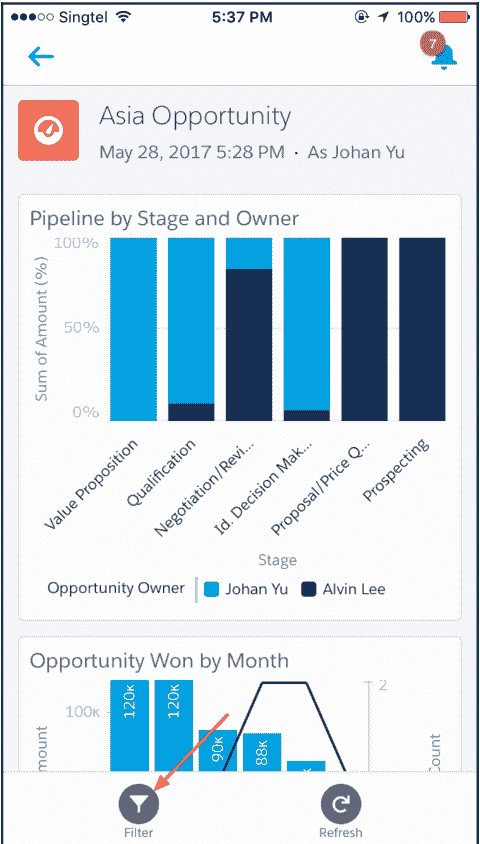 Singtel 5:37 PM 100%
7
Asia Opportunity
May 28, 2017 5:28 PM · As Johan Yu
Pipeline by Stage and Owner
100%
50%
0%
Sum of Amount (%)
Value Proposition
Qualification
Negotiation/Revi...
Id. Decision Mak...
Proposal/Price Q...
Prospecting
Stage
Opportunity Owner Johan Yu Alvin Lee
Opportunity Won by Month
100K
120K
120K
90K
88K
2
Count
Filter Refresh